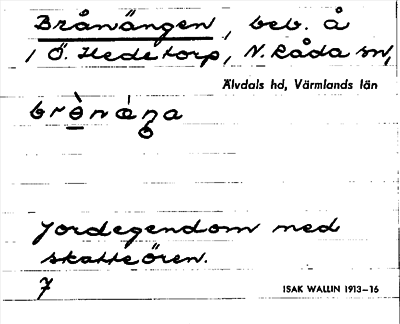 Brånängen, beb. å
1 Ö. Hedetorp, N. Råda sn,
Älvdals hd, Värmlands län
Jordegendom med
skatteören.
7
ISAK WALLIN 1913–16